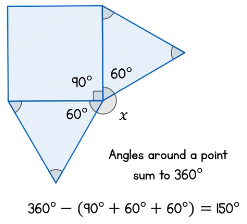 90° 60°
60° x
Angles around a point
sum to 360°
360° − (90° + 60° + 60°) = 150°